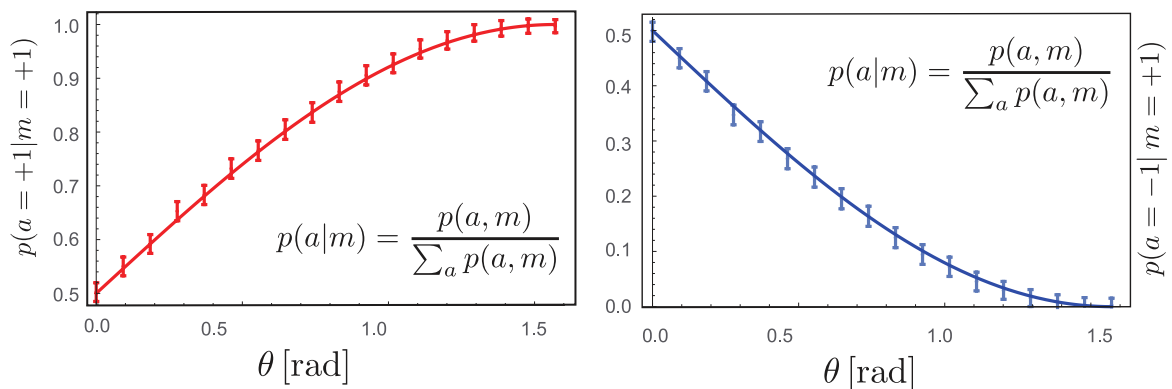 p(a = +1|m = +1)
1.0
0.9
0.8
0.7
0.6
0.5
p(a|m) = p(a, m) / ∑ₐ p(a, m)
0.0 0.5 1.0 1.5
θ [rad]
0.5
0.4
0.3
0.2
0.1
0.0
p(a|m) = p(a, m) / ∑ₐ p(a, m)
p(a = −1| m = +1)
0.0 0.5 1.0 1.5
θ [rad]